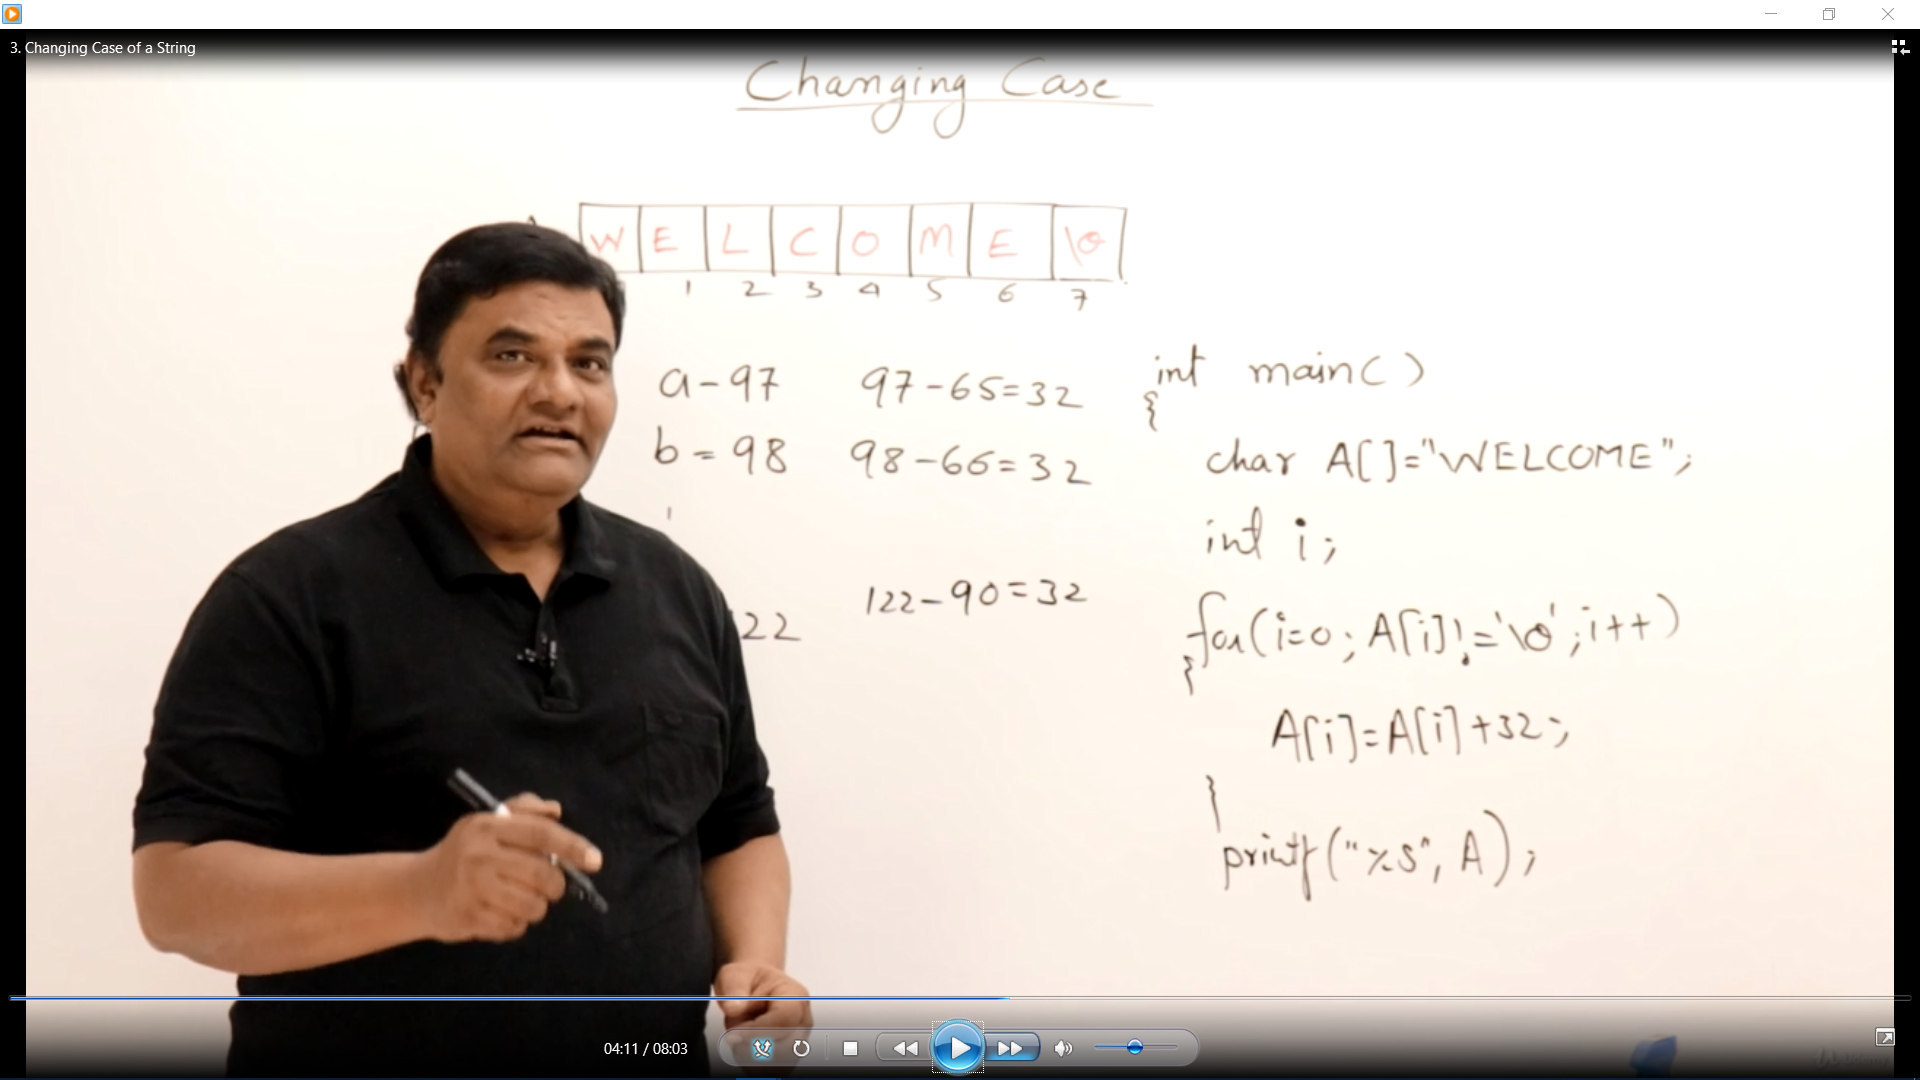 3. Changing Case of a String
Changing Case
W E L C O M E \0
1 2 3 4 5 6 7
a - 97 97 - 65 = 32
b = 98 98 - 66 = 32
22 122 - 90 = 32
int main( )
{
char A[ ]="WELCOME";
int i;
for(i=0; A[i]!='\0'; i++)
{
A[i]=A[i]+32;
}
printf("%s", A);
04:11 / 08:03